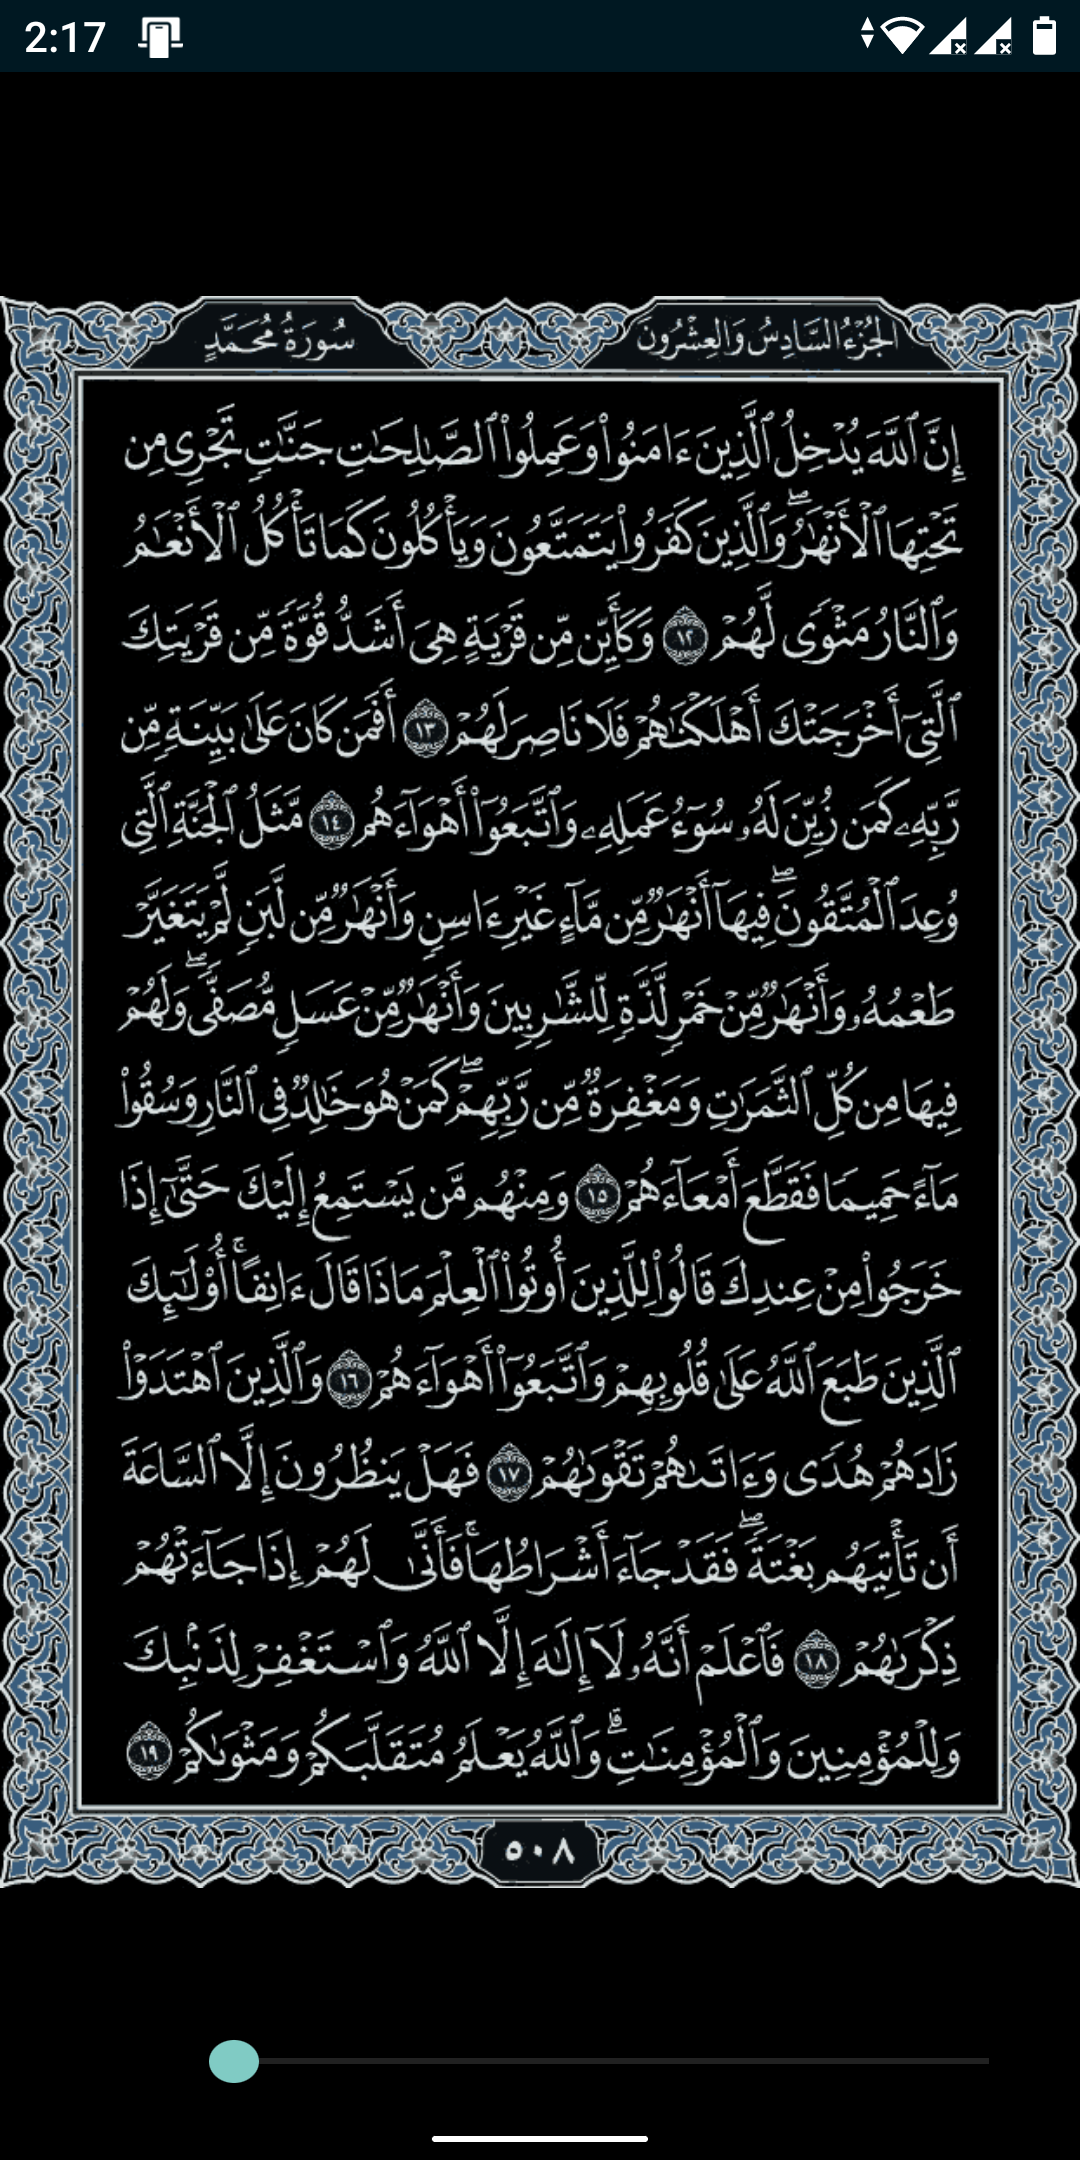 2:17
الجُزْءُ السَّادِسُ وَالعِشْرُونَ
سُورَةُ مُحَمَّدٍ
إِنَّ ٱللَّهَ يُدْخِلُ ٱلَّذِينَ ءَامَنُوا۟ وَعَمِلُوا۟ ٱلصَّـٰلِحَـٰتِ جَنَّـٰتٍ تَجْرِى مِن
تَحْتِهَا ٱلْأَنْهَـٰرُ ۖ وَٱلَّذِينَ كَفَرُوا۟ يَتَمَتَّعُونَ وَيَأْكُلُونَ كَمَا تَأْكُلُ ٱلْأَنْعَـٰمُ
وَٱلنَّارُ مَثْوًى لَّهُمْ ١٢ وَكَأَيِّن مِّن قَرْيَةٍ هِىَ أَشَدُّ قُوَّةً مِّن قَرْيَتِكَ
ٱلَّتِىٓ أَخْرَجَتْكَ أَهْلَكْنَـٰهُمْ فَلَا نَاصِرَ لَهُمْ ١٣ أَفَمَن كَانَ عَلَىٰ بَيِّنَةٍ مِّن
رَّبِّهِۦ كَمَن زُيِّنَ لَهُۥ سُوٓءُ عَمَلِهِۦ وَٱتَّبَعُوٓا۟ أَهْوَآءَهُم ١٤ مَّثَلُ ٱلْجَنَّةِ ٱلَّتِى
وُعِدَ ٱلْمُتَّقُونَ ۖ فِيهَآ أَنْهَـٰرٌ مِّن مَّآءٍ غَيْرِ ءَاسِنٍ وَأَنْهَـٰرٌ مِّن لَّبَنٍ لَّمْ يَتَغَيَّرْ
طَعْمُهُۥ وَأَنْهَـٰرٌ مِّنْ خَمْرٍ لَّذَّةٍ لِّلشَّـٰرِبِينَ وَأَنْهَـٰرٌ مِّنْ عَسَلٍ مُّصَفًّى ۖ وَلَهُمْ
فِيهَا مِن كُلِّ ٱلثَّمَرَٰتِ وَمَغْفِرَةٌ مِّن رَّبِّهِمْ ۖ كَمَنْ هُوَ خَـٰلِدٌ فِى ٱلنَّارِ وَسُقُوا۟
مَآءً حَمِيمًا فَقَطَّعَ أَمْعَآءَهُمْ ١٥ وَمِنْهُم مَّن يَسْتَمِعُ إِلَيْكَ حَتَّىٰٓ إِذَا
خَرَجُوا۟ مِنْ عِندِكَ قَالُوا۟ لِلَّذِينَ أُوتُوا۟ ٱلْعِلْمَ مَاذَا قَالَ ءَانِفًا ۚ أُو۟لَـٰٓئِكَ
ٱلَّذِينَ طَبَعَ ٱللَّهُ عَلَىٰ قُلُوبِهِمْ وَٱتَّبَعُوٓا۟ أَهْوَآءَهُمْ ١٦ وَٱلَّذِينَ ٱهْتَدَوْا۟
زَادَهُمْ هُدًى وَءَاتَىٰهُمْ تَقْوَىٰهُمْ ١٧ فَهَلْ يَنظُرُونَ إِلَّا ٱلسَّاعَةَ
أَن تَأْتِيَهُم بَغْتَةً ۖ فَقَدْ جَآءَ أَشْرَاطُهَا ۚ فَأَنَّىٰ لَهُمْ إِذَا جَآءَتْهُمْ
ذِكْرَىٰهُمْ ١٨ فَٱعْلَمْ أَنَّهُۥ لَآ إِلَـٰهَ إِلَّا ٱللَّهُ وَٱسْتَغْفِرْ لِذَنۢبِكَ
وَلِلْمُؤْمِنِينَ وَٱلْمُؤْمِنَـٰتِ ۗ وَٱللَّهُ يَعْلَمُ مُتَقَلَّبَكُمْ وَمَثْوَىٰكُمْ ١٩
٥٠٨